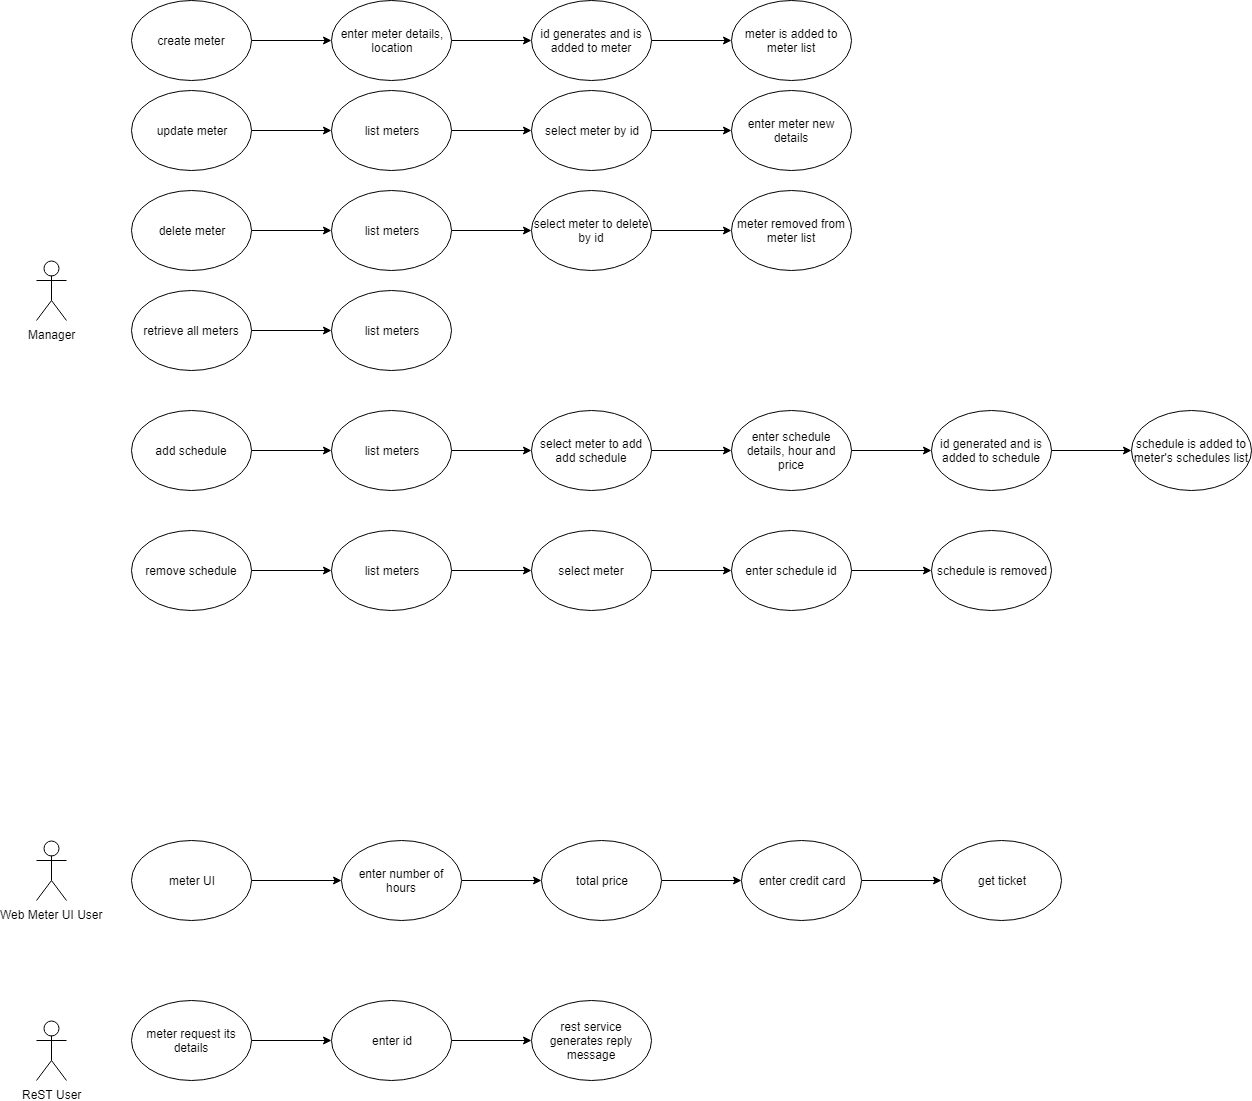 create meter
enter meter details,
location
id generates and is
added to meter
meter is added to
meter list
update meter
list meters
select meter by id
enter meter new
details
delete meter
list meters
select meter to delete
by id
meter removed from
meter list
Manager
retrieve all meters
list meters
add schedule
list meters
select meter to add
add schedule
enter schedule
details, hour and
price
id generated and is
added to schedule
schedule is added to
meter's schedules list
remove schedule
list meters
select meter
enter schedule id
schedule is removed
Web Meter UI User
meter UI
enter number of
hours
total price
enter credit card
get ticket
ReST User
meter request its
details
enter id
rest service
generates reply
message